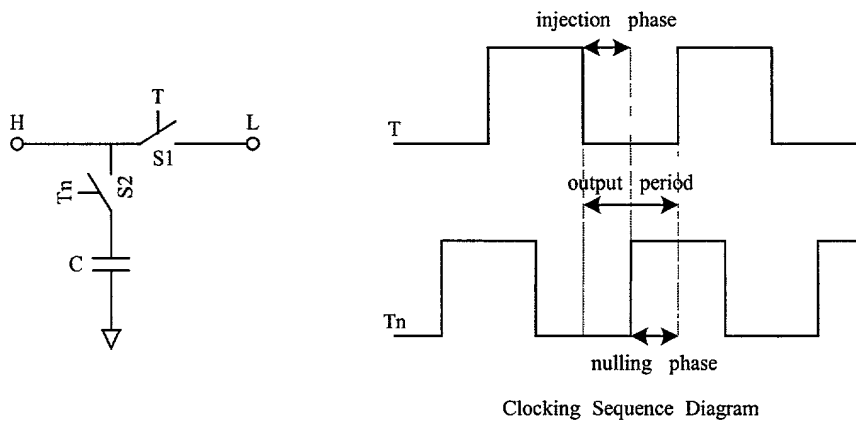 injection phase
T
H
L
S1
T
Tn
S2
output period
C
Tn
nulling phase
Clocking Sequence Diagram